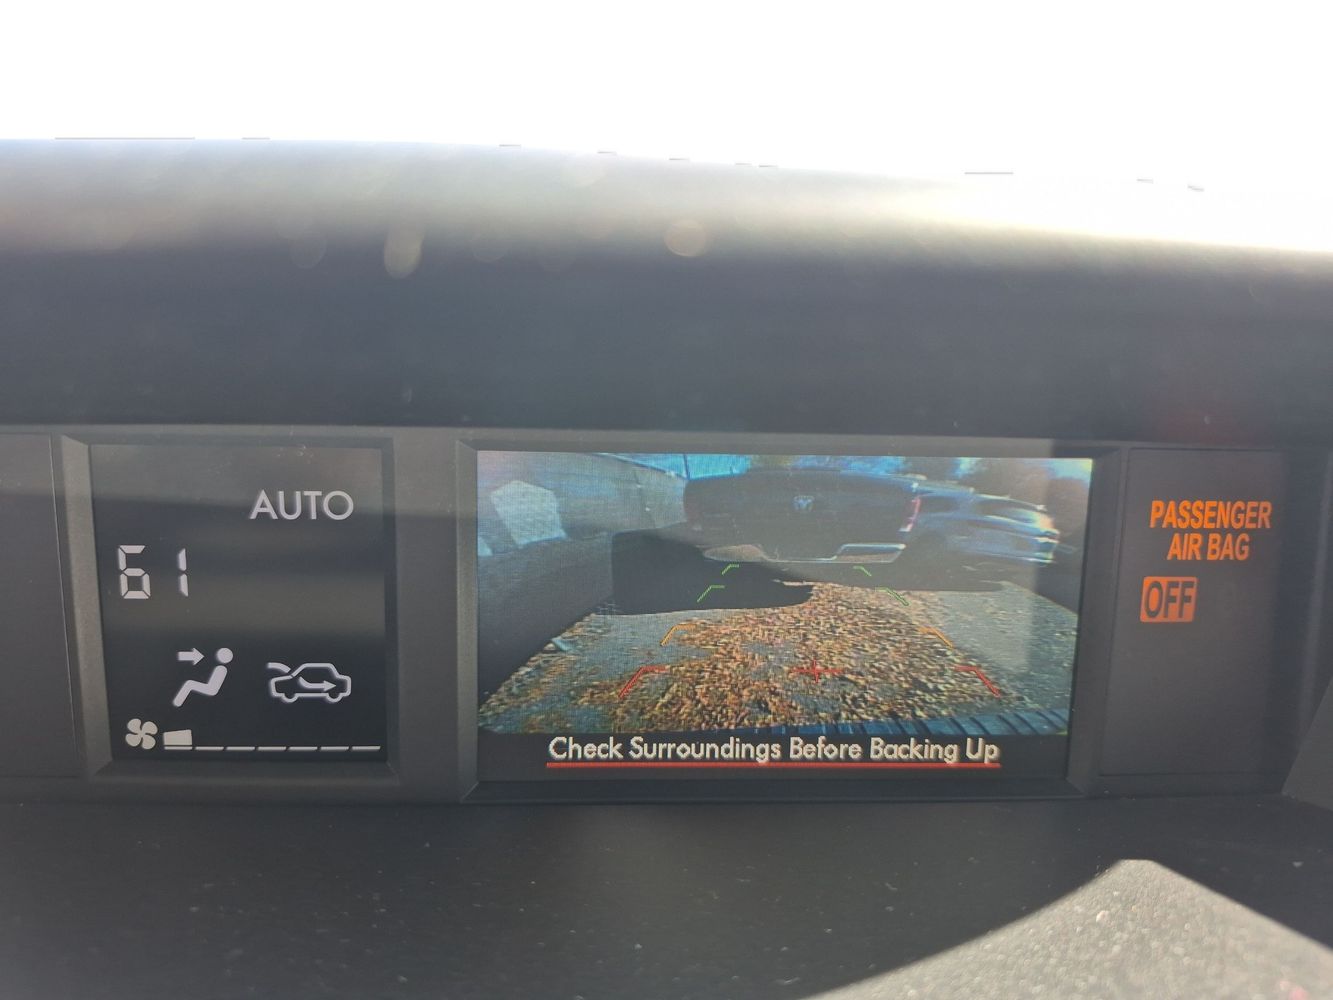 AUTO
61
Check Surroundings Before Backing Up
PASSENGER
AIR BAG
OFF